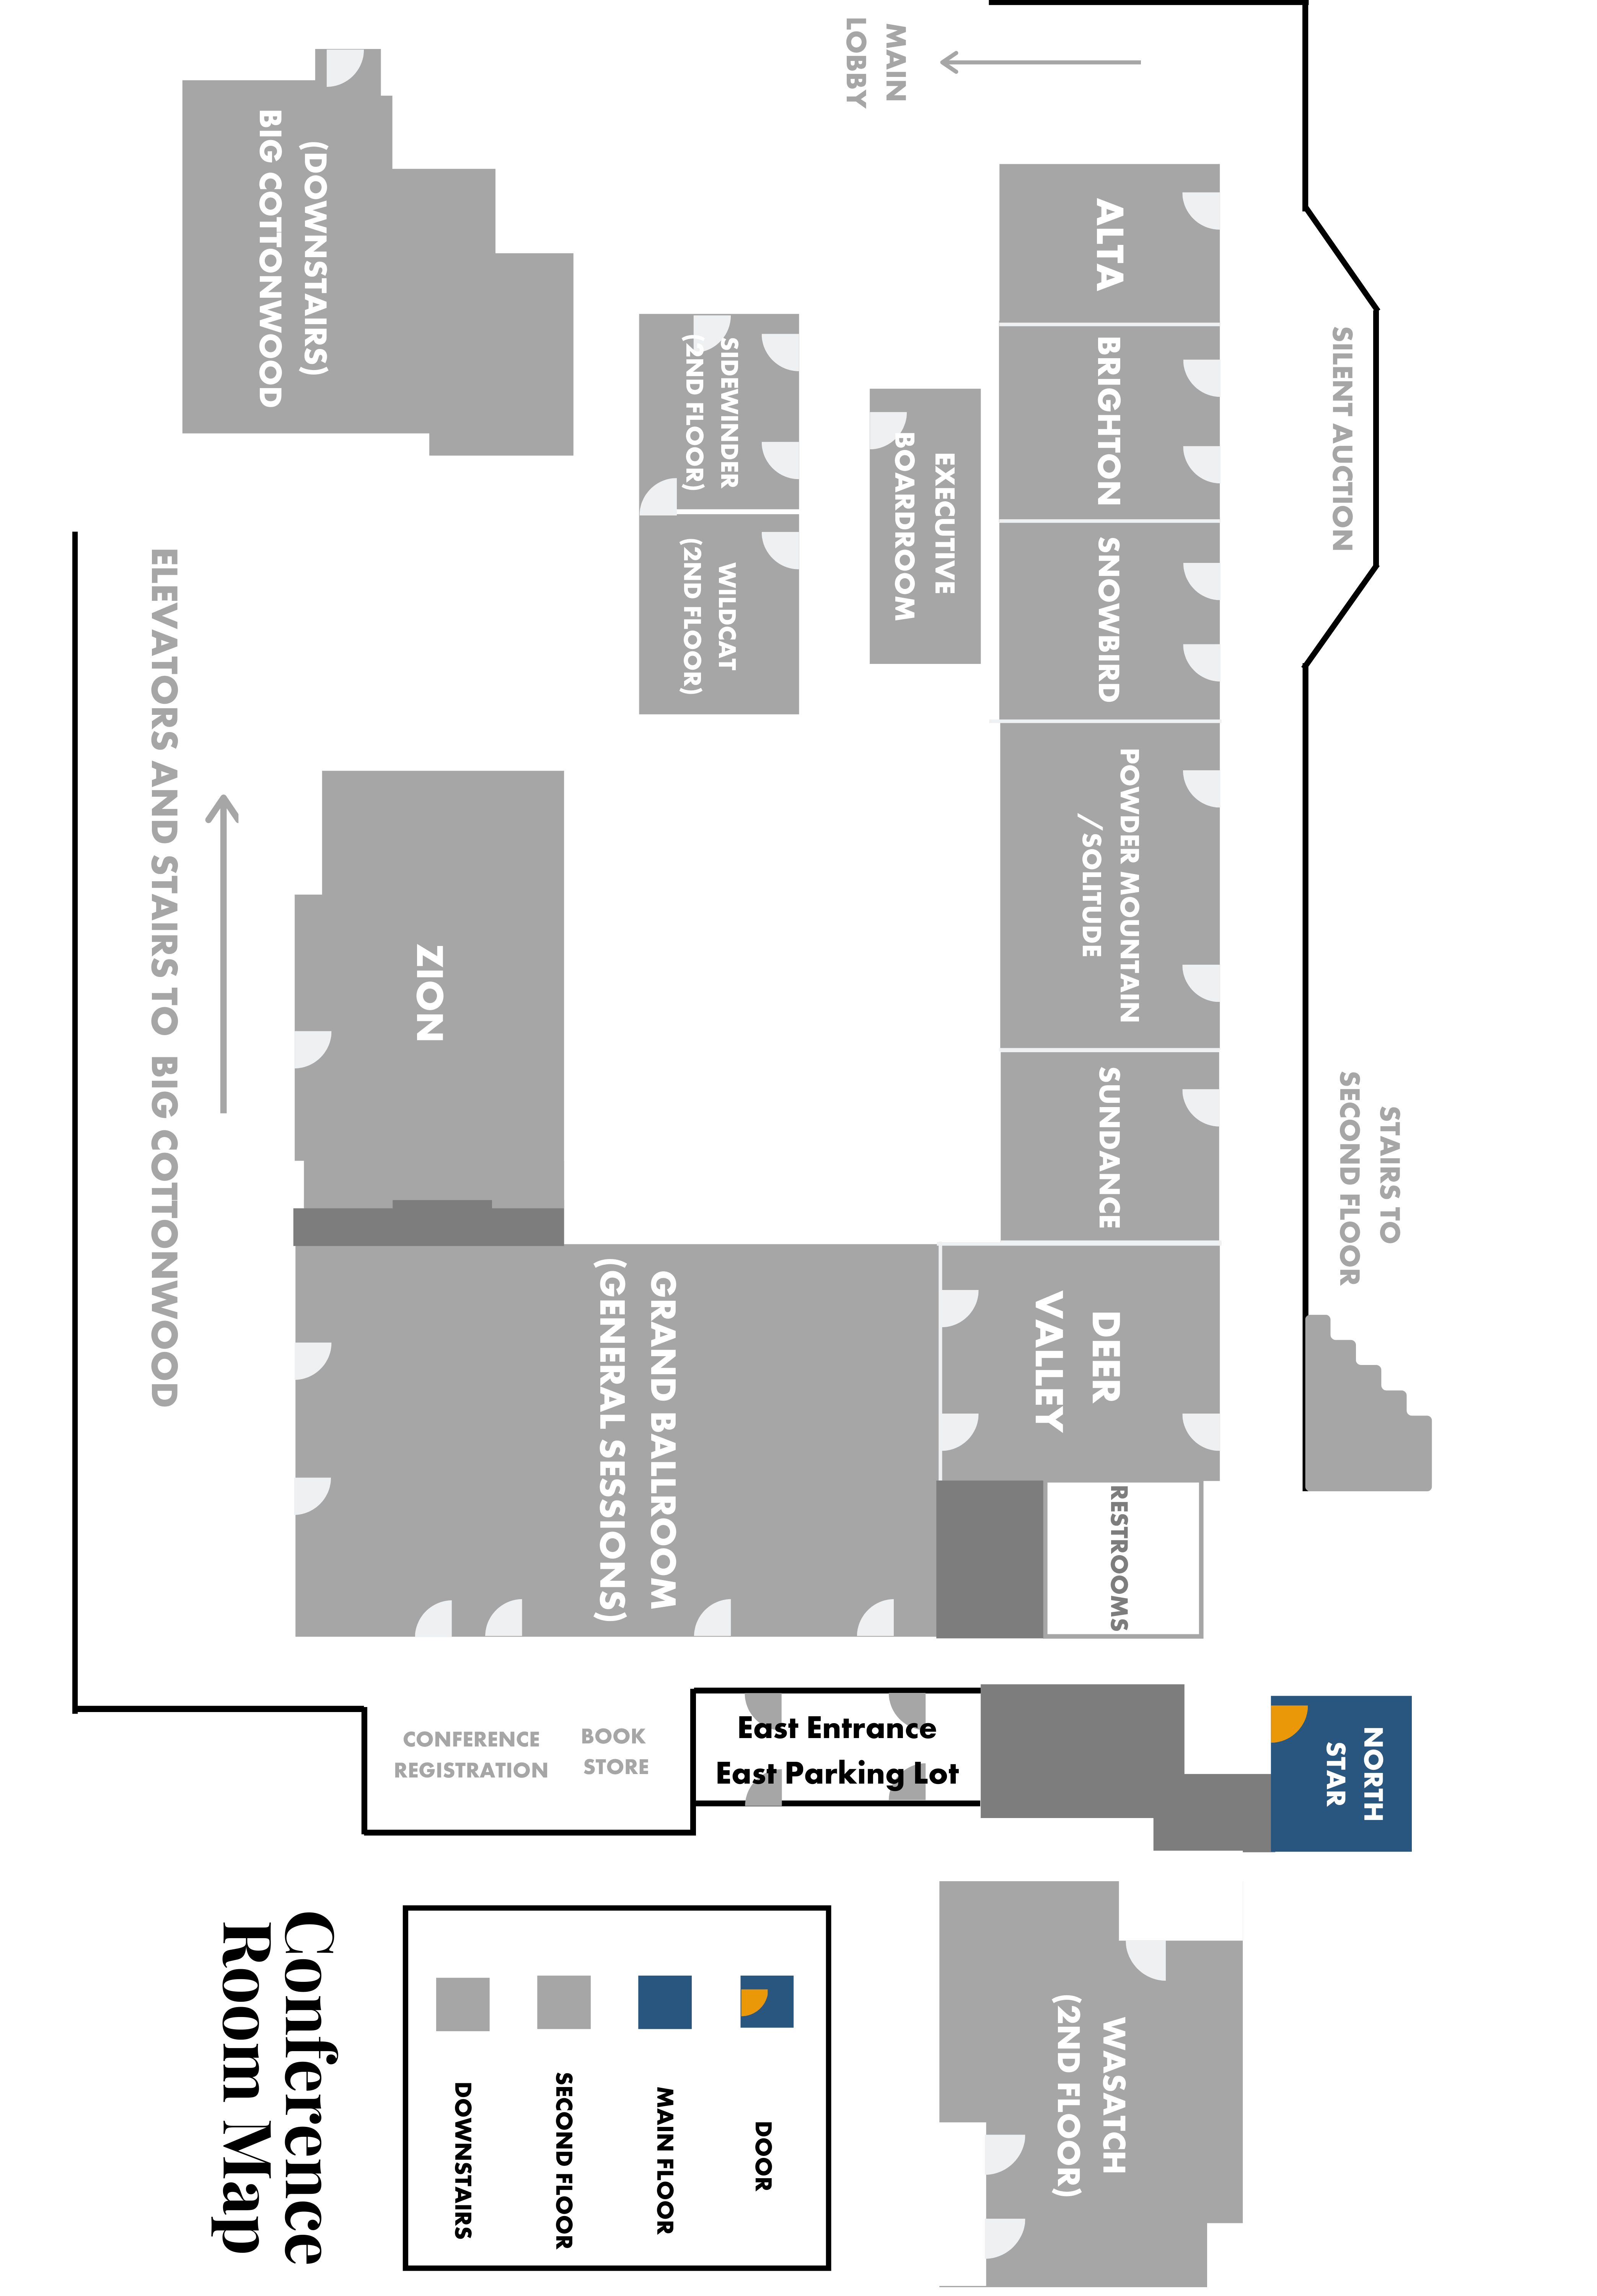 MAIN
LOBBY
ALTA
BRIGHTON
SNOWBIRD
POWDER MOUNTAIN
/SOLITUDE
SUNDANCE
DEER
VALLEY
RESTROOMS
SILENT AUCTION
STAIRS TO
SECOND FLOOR
EXECUTIVE
BOARDROOM
SIDEWINDER
(2ND FLOOR)
WILDCAT
(2ND FLOOR)
(DOWNSTAIRS)
BIG COTTONWOOD
ELEVATORS AND STAIRS TO BIG COTTONWOOD
ZION
GRAND BALLROOM
(GENERAL SESSIONS)
CONFERENCE
REGISTRATION
BOOK
STORE
East Entrance
East Parking Lot
NORTH
STAR
WASATCH
(2ND FLOOR)
DOOR
MAIN FLOOR
SECOND FLOOR
DOWNSTAIRS
Conference
Room Map